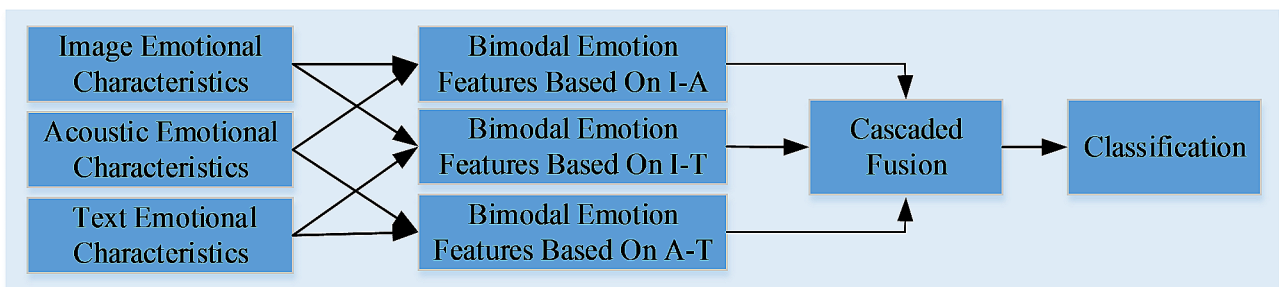 Image Emotional
Characteristics
Acoustic Emotional
Characteristics
Text Emotional
Characteristics
Bimodal Emotion
Features Based On I-A
Bimodal Emotion
Features Based On I-T
Bimodal Emotion
Features Based On A-T
Cascaded
Fusion
Classification